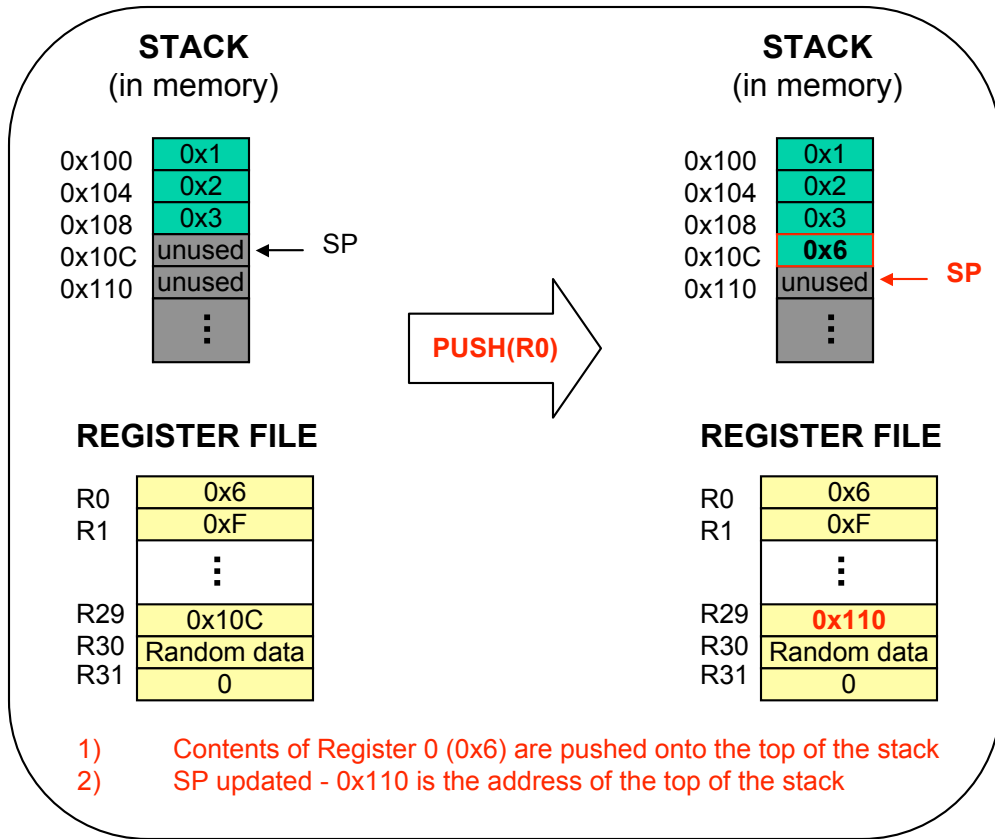 STACK
(in memory)
0x100 0x1
0x104 0x2
0x108 0x3
0x10C unused SP
0x110 unused
⋮
REGISTER FILE
R0 0x6
R1 0xF
⋮
R29 0x10C
R30 Random data
R31 0
PUSH(R0)
STACK
(in memory)
0x100 0x1
0x104 0x2
0x108 0x3
0x10C 0x6
0x110 unused SP
⋮
REGISTER FILE
R0 0x6
R1 0xF
⋮
R29 0x110
R30 Random data
R31 0
1) Contents of Register 0 (0x6) are pushed onto the top of the stack
2) SP updated - 0x110 is the address of the top of the stack